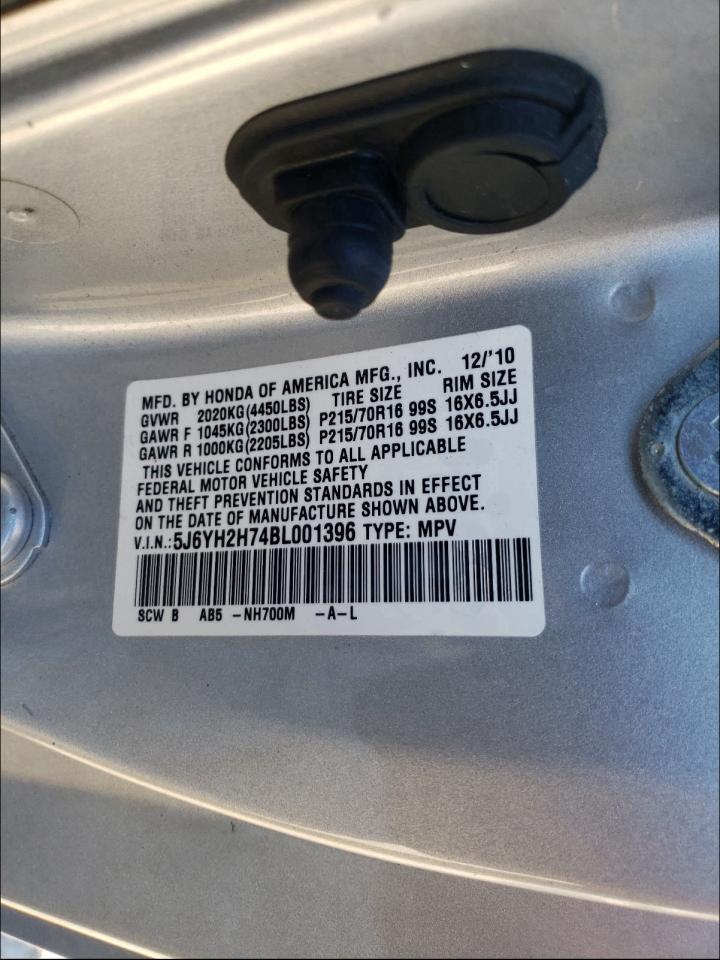 MFD. BY HONDA OF AMERICA MFG., INC. 12/'10
GVWR 2020KG(4450LBS) TIRE SIZE RIM SIZE
GAWR F 1045KG(2300LBS) P215/70R16 99S 16X6.5JJ
GAWR R 1000KG(2205LBS) P215/70R16 99S 16X6.5JJ
THIS VEHICLE CONFORMS TO ALL APPLICABLE
FEDERAL MOTOR VEHICLE SAFETY
AND THEFT PREVENTION STANDARDS IN EFFECT
ON THE DATE OF MANUFACTURE SHOWN ABOVE.
V.I.N.:5J6YH2H74BL001396 TYPE: MPV
SCW B AB5 -NH700M -A-L